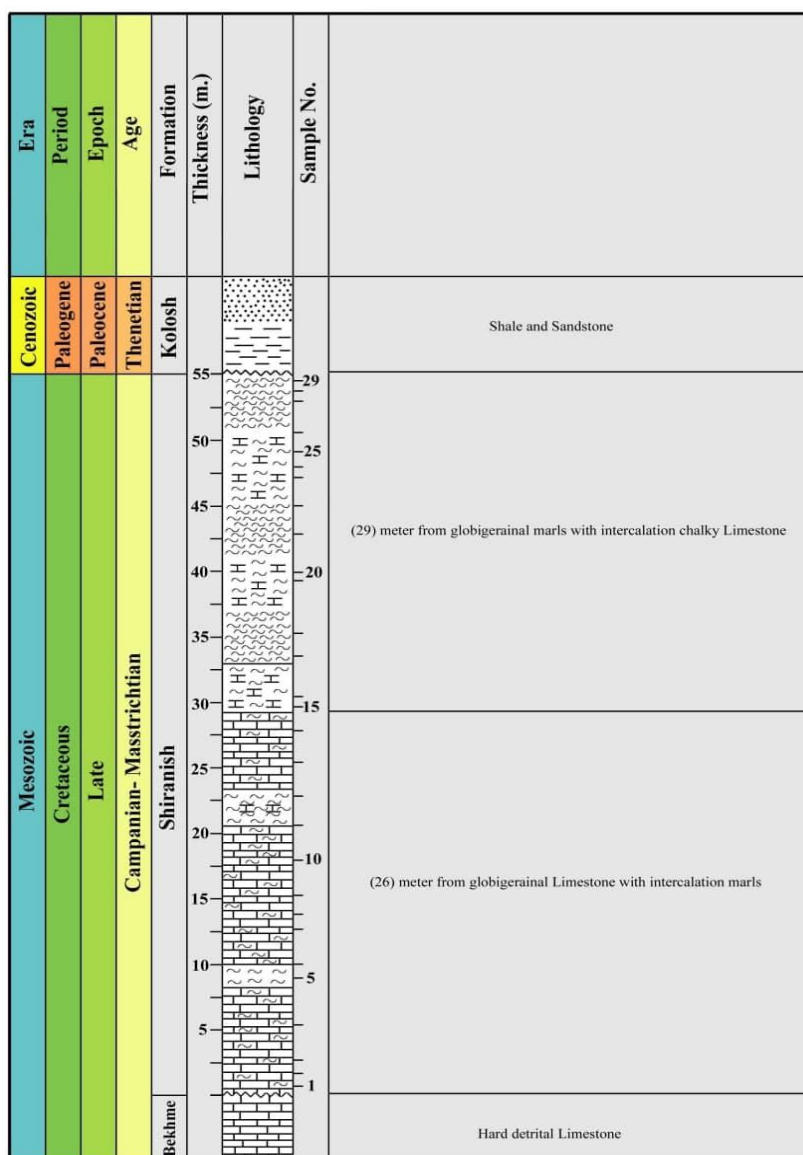 Era
Period
Epoch
Age
Formation
Thickness (m.)
Lithology
Sample No.
Cenozoic
Paleogene
Paleocene
Thenetian
Kolosh
Shale and Sandstone
55
29
50
25
45
(29) meter from globigerainal marls with intercalation chalky Limestone
40
20
35
30
15
Mesozoic
Cretaceous
Late
Campanian- Masstrichtian
Shiranish
25
20
10
(26) meter from globigerainal Limestone with intercalation marls
15
10
5
5
1
Bekhme
Hard detrital Limestone